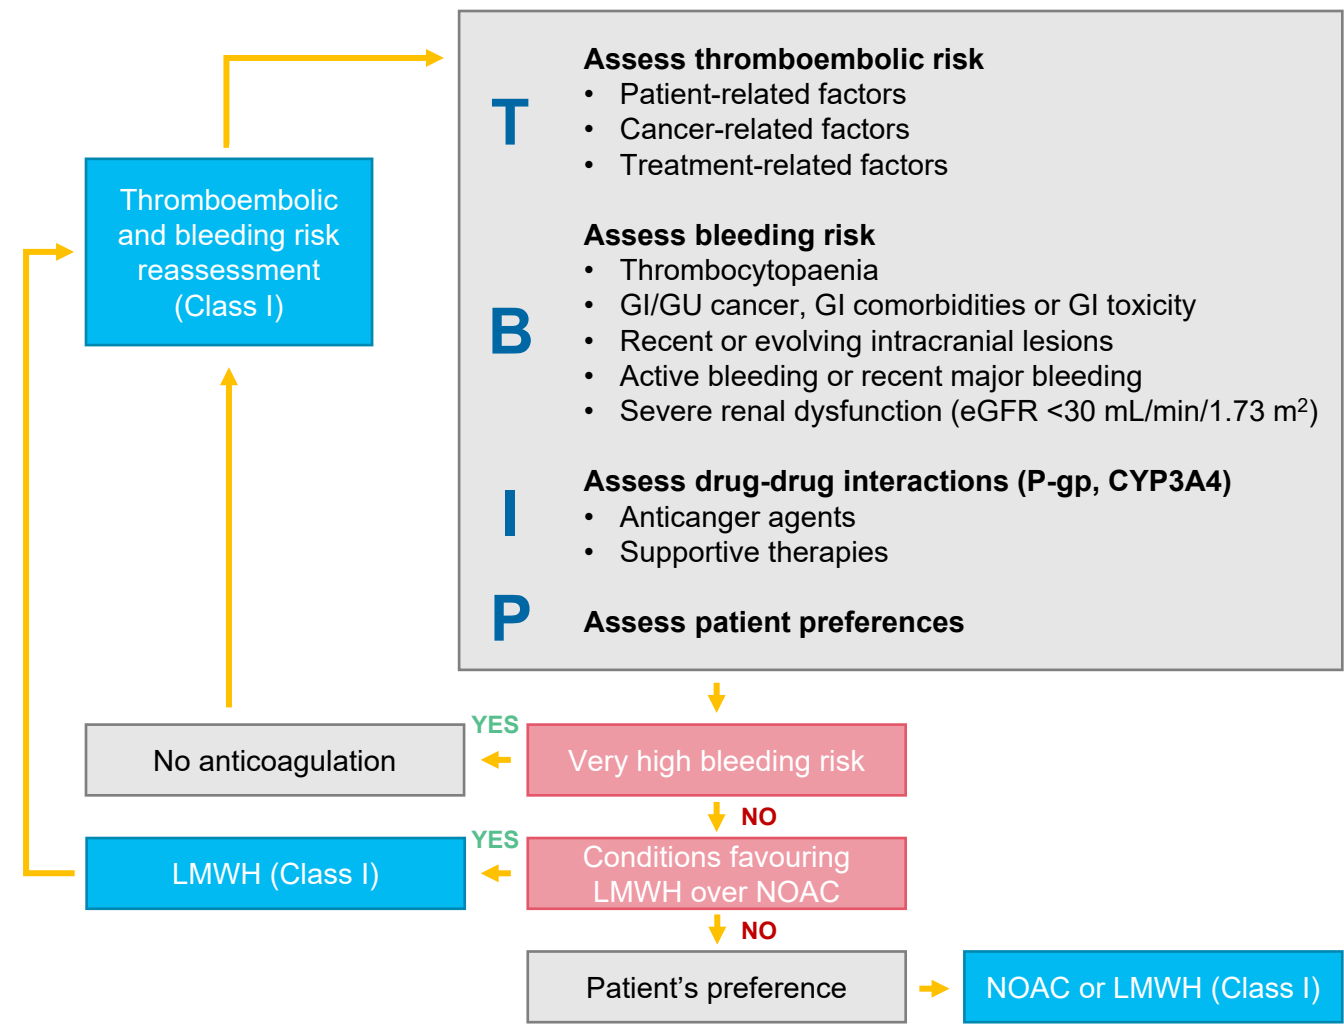 T
Assess thromboembolic risk
• Patient-related factors
• Cancer-related factors
• Treatment-related factors
B
Assess bleeding risk
• Thrombocytopaenia
• GI/GU cancer, GI comorbidities or GI toxicity
• Recent or evolving intracranial lesions
• Active bleeding or recent major bleeding
• Severe renal dysfunction (eGFR <30 mL/min/1.73 m²)
I
Assess drug-drug interactions (P-gp, CYP3A4)
• Anticanger agents
• Supportive therapies
P
Assess patient preferences
Thromboembolic
and bleeding risk
reassessment
(Class I)
Very high bleeding risk
YES
No anticoagulation
NO
Conditions favouring
LMWH over NOAC
YES
LMWH (Class I)
NO
Patient's preference
NOAC or LMWH (Class I)